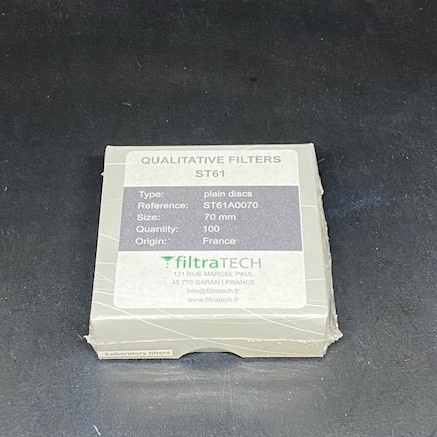 QUALITATIVE FILTERS
ST61
Type: plain discs
Reference: ST61A0070
Size: 70 mm
Quantity: 100
Origin: France
filtraTECH
121 RUE MARCEL PAUL
45 770 SARAN | FRANCE
info@filtratech.fr
www.filtratech.fr
Laboratory filters